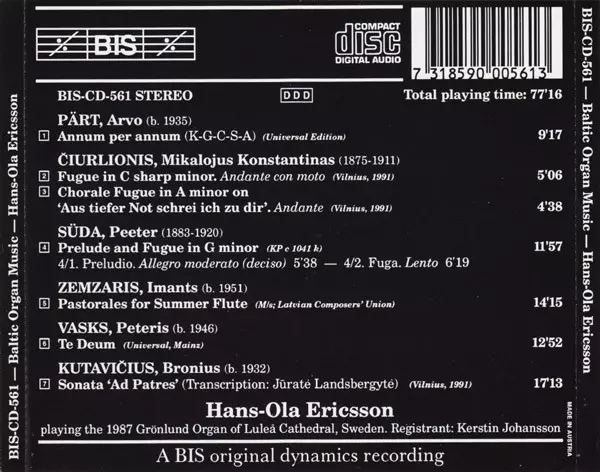 BIS
COMPACT
disc
DIGITAL AUDIO
7 318590 005613
BIS-CD-561 STEREO
D D D
Total playing time: 77'16
PÄRT, Arvo (b. 1935)
1 Annum per annum (K-G-C-S-A) (Universal Edition) 9'17
ČIURLIONIS, Mikalojus Konstantinas (1875-1911)
2 Fugue in C sharp minor. Andante con moto (Vilnius, 1991) 5'06
3 Chorale Fugue in A minor on
'Aus tiefer Not schrei ich zu dir'. Andante (Vilnius, 1991) 4'38
SÜDA, Peeter (1883-1920)
4 Prelude and Fugue in G minor (KP c 1041 k) 11'57
4/1. Preludio. Allegro moderato (deciso) 5'38 — 4/2. Fuga. Lento 6'19
ZEMZARIS, Imants (b. 1951)
5 Pastorales for Summer Flute (M/s; Latvian Composers' Union) 14'15
VASKS, Peteris (b. 1946)
6 Te Deum (Universal, Mainz) 12'52
KUTAVIČIUS, Bronius (b. 1932)
7 Sonata 'Ad Patres' (Transcription: Jūratė Landsbergytė) (Vilnius, 1991) 17'13
Hans-Ola Ericsson
playing the 1987 Grönlund Organ of Luleå Cathedral, Sweden. Registrant: Kerstin Johansson
A BIS original dynamics recording
MADE IN AUSTRIA
BIS-CD-561 — Baltic Organ Music — Hans-Ola Ericsson
BIS-CD-561 — Baltic Organ Music — Hans-Ola Ericsson